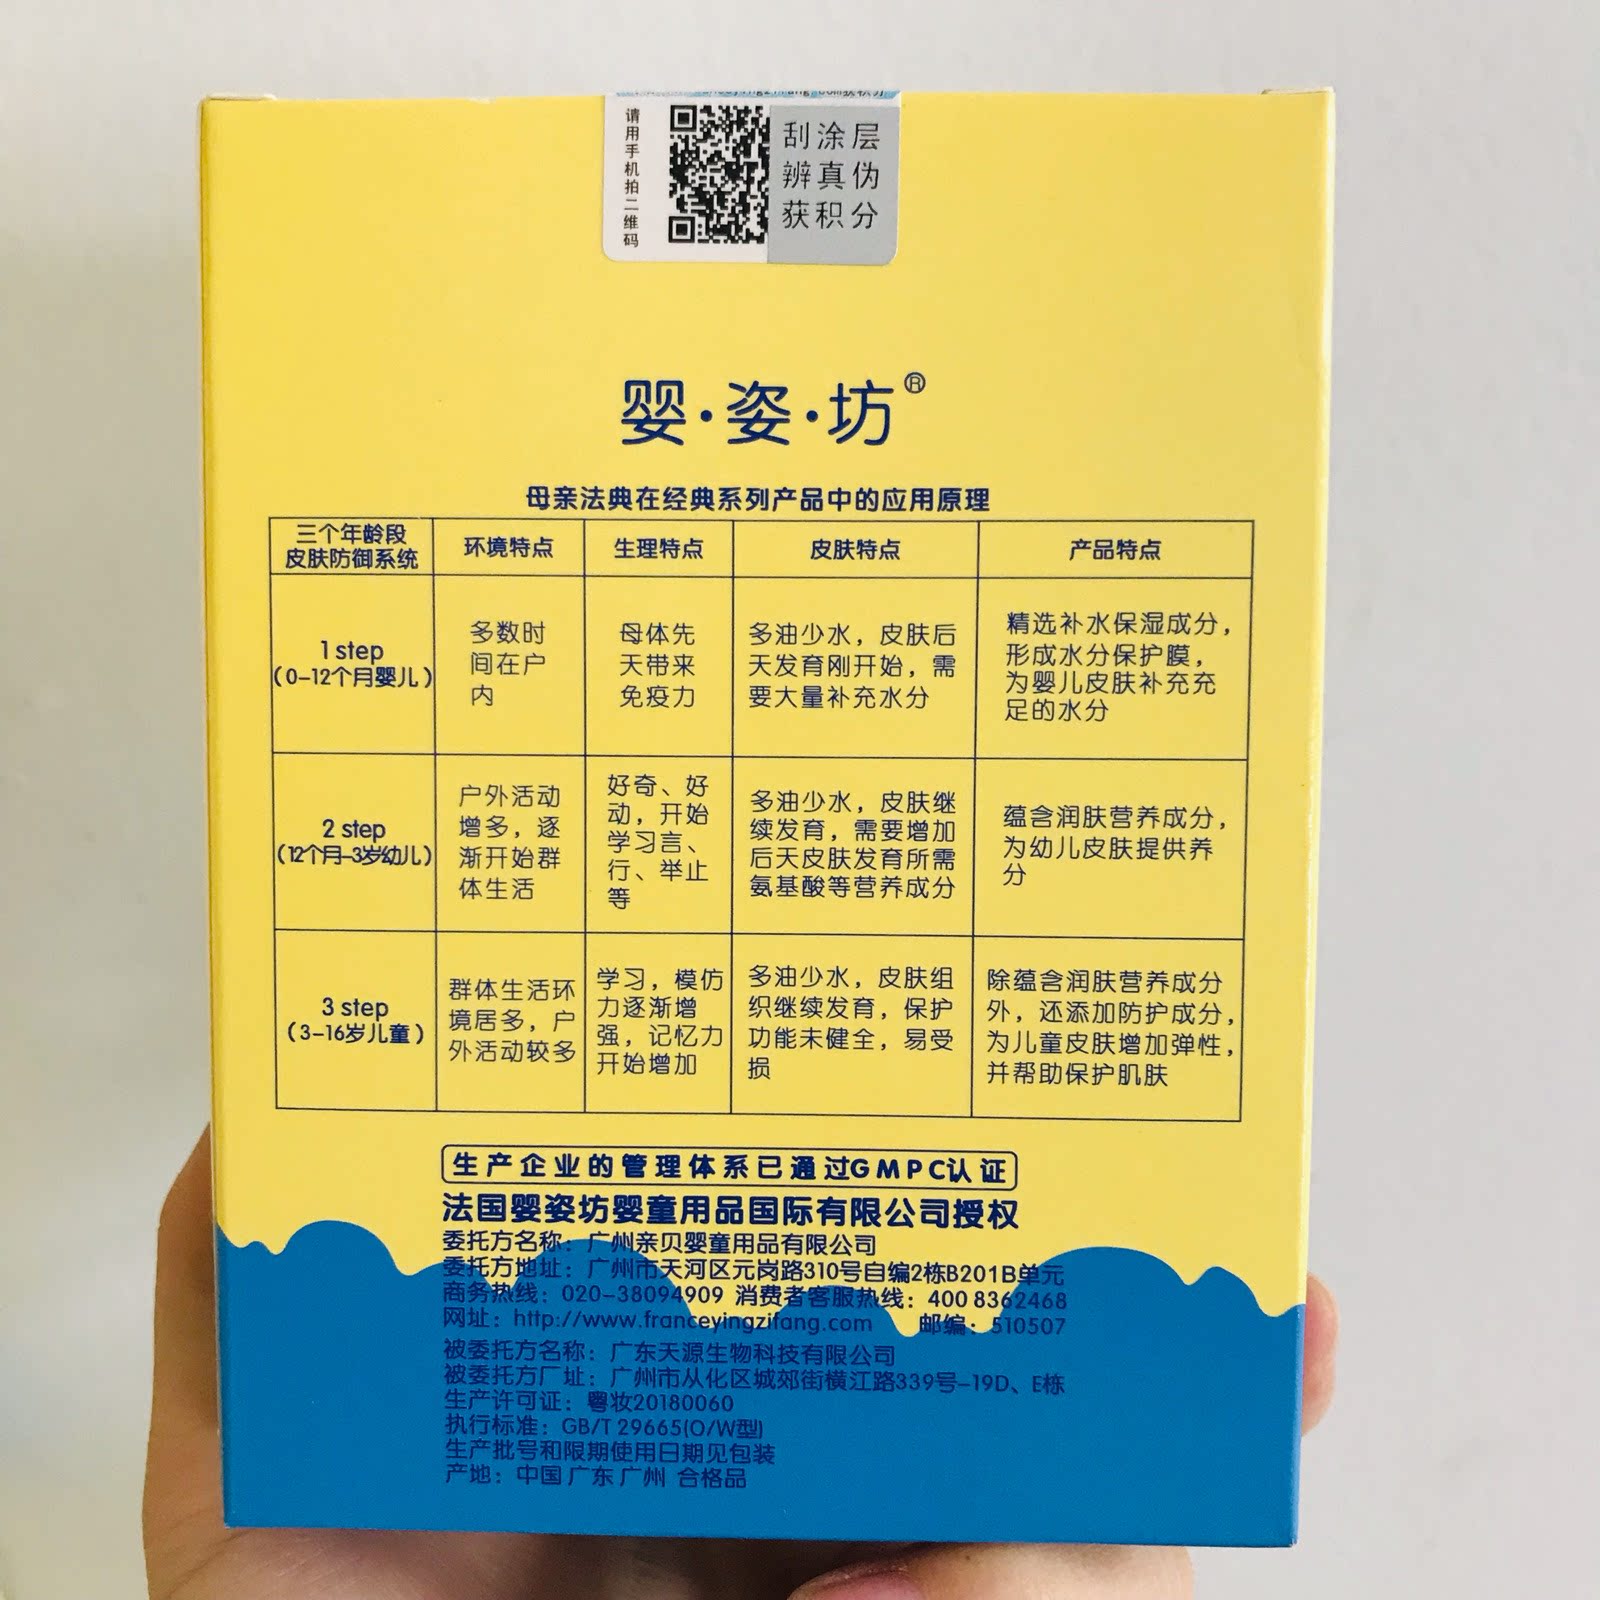 请用手机拍二维码
刮涂层
辨真伪
获积分
婴·姿·坊®
母亲法典在经典系列产品中的应用原理
三个年龄段
皮肤防御系统
环境特点
生理特点
皮肤特点
产品特点
1 step
（0-12个月婴儿）
多数时
间在户
内
母体先
天带来
免疫力
多油少水，皮肤后
天发育刚开始，需
要大量补充水分
精选补水保湿成分，
形成水分保护膜，
为婴儿皮肤补充充
足的水分
2 step
（12个月-3岁幼儿）
户外活动
增多，逐
渐开始群
体生活
好奇、好
动，开始
学习言、
行、举止
等
多油少水，皮肤继
续发育，需要增加
后天皮肤发育所需
氨基酸等营养成分
蕴含润肤营养成分，
为幼儿皮肤提供养
分
3 step
（3-16岁儿童）
群体生活环
境居多，户
外活动较多
学习，模仿
力逐渐增
强，记忆力
开始增加
多油少水，皮肤组
织继续发育，保护
功能未健全，易受
损
除蕴含润肤营养成分
外，还添加防护成分，
为儿童皮肤增加弹性，
并帮助保护肌肤
生产企业的管理体系已通过GMPC认证
法国婴姿坊婴童用品国际有限公司授权
委托方名称：广州亲贝婴童用品有限公司
委托方地址：广州市天河区元岗路310号自编2栋B201B单元
商务热线：020-38094909 消费者客服热线：400 8362468
网址：http://www.franceyingzifang.com 邮编：510507
被委托方名称：广东天源生物科技有限公司
被委托方厂址：广州市从化区城郊街横江路339号-19D、E栋
生产许可证：粤妆20180060
执行标准：GB/T 29665(O/W型)
生产批号和限期使用日期见包装
产地：中国 广东 广州 合格品